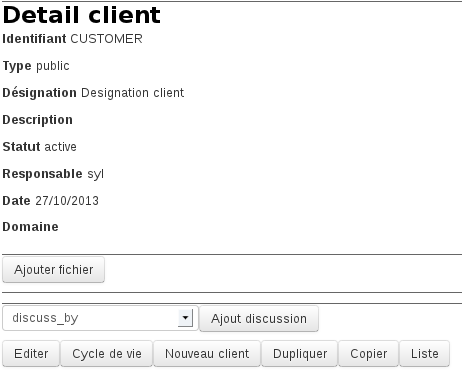 Detail client
Identifiant CUSTOMER
Type public
Désignation Designation client
Description
Statut active
Responsable syl
Date 27/10/2013
Domaine
Ajouter fichier
discuss_by Ajout discussion
Editer Cycle de vie Nouveau client Dupliquer Copier Liste